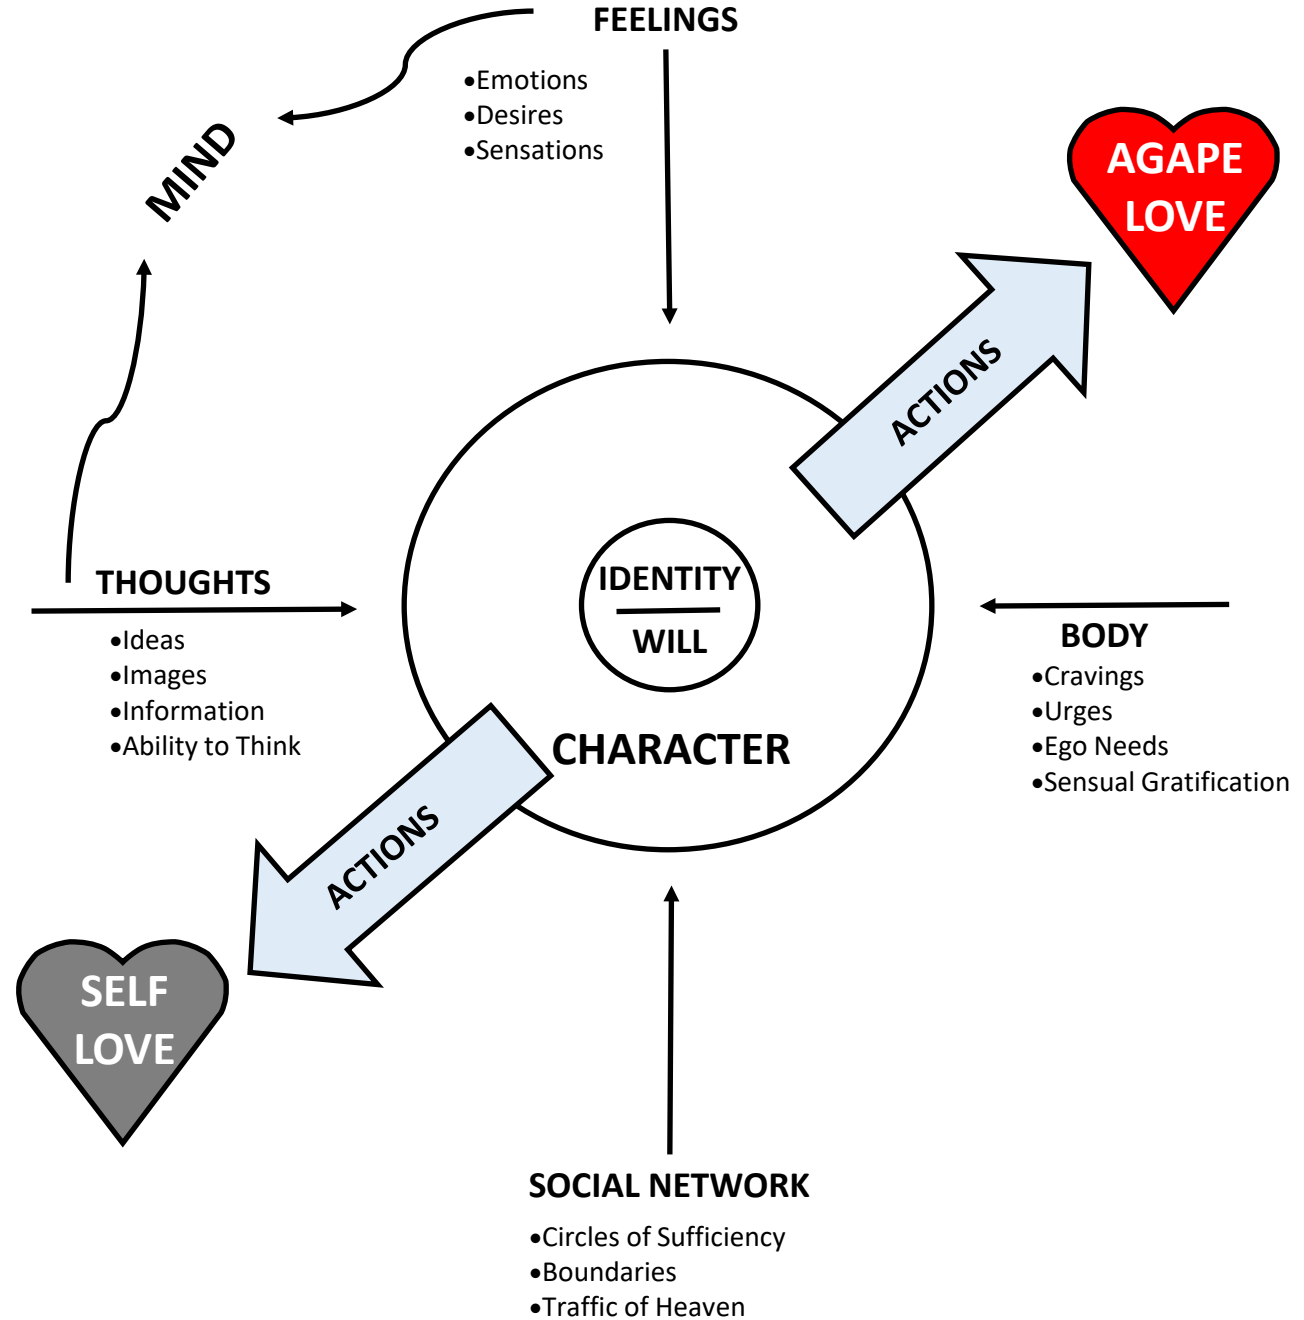 FEELINGS
•Emotions
•Desires
•Sensations
MIND
AGAPE
LOVE
ACTIONS
THOUGHTS
•Ideas
•Images
•Information
•Ability to Think
IDENTITY
WILL
CHARACTER
BODY
•Cravings
•Urges
•Ego Needs
•Sensual Gratification
ACTIONS
SELF
LOVE
SOCIAL NETWORK
•Circles of Sufficiency
•Boundaries
•Traffic of Heaven